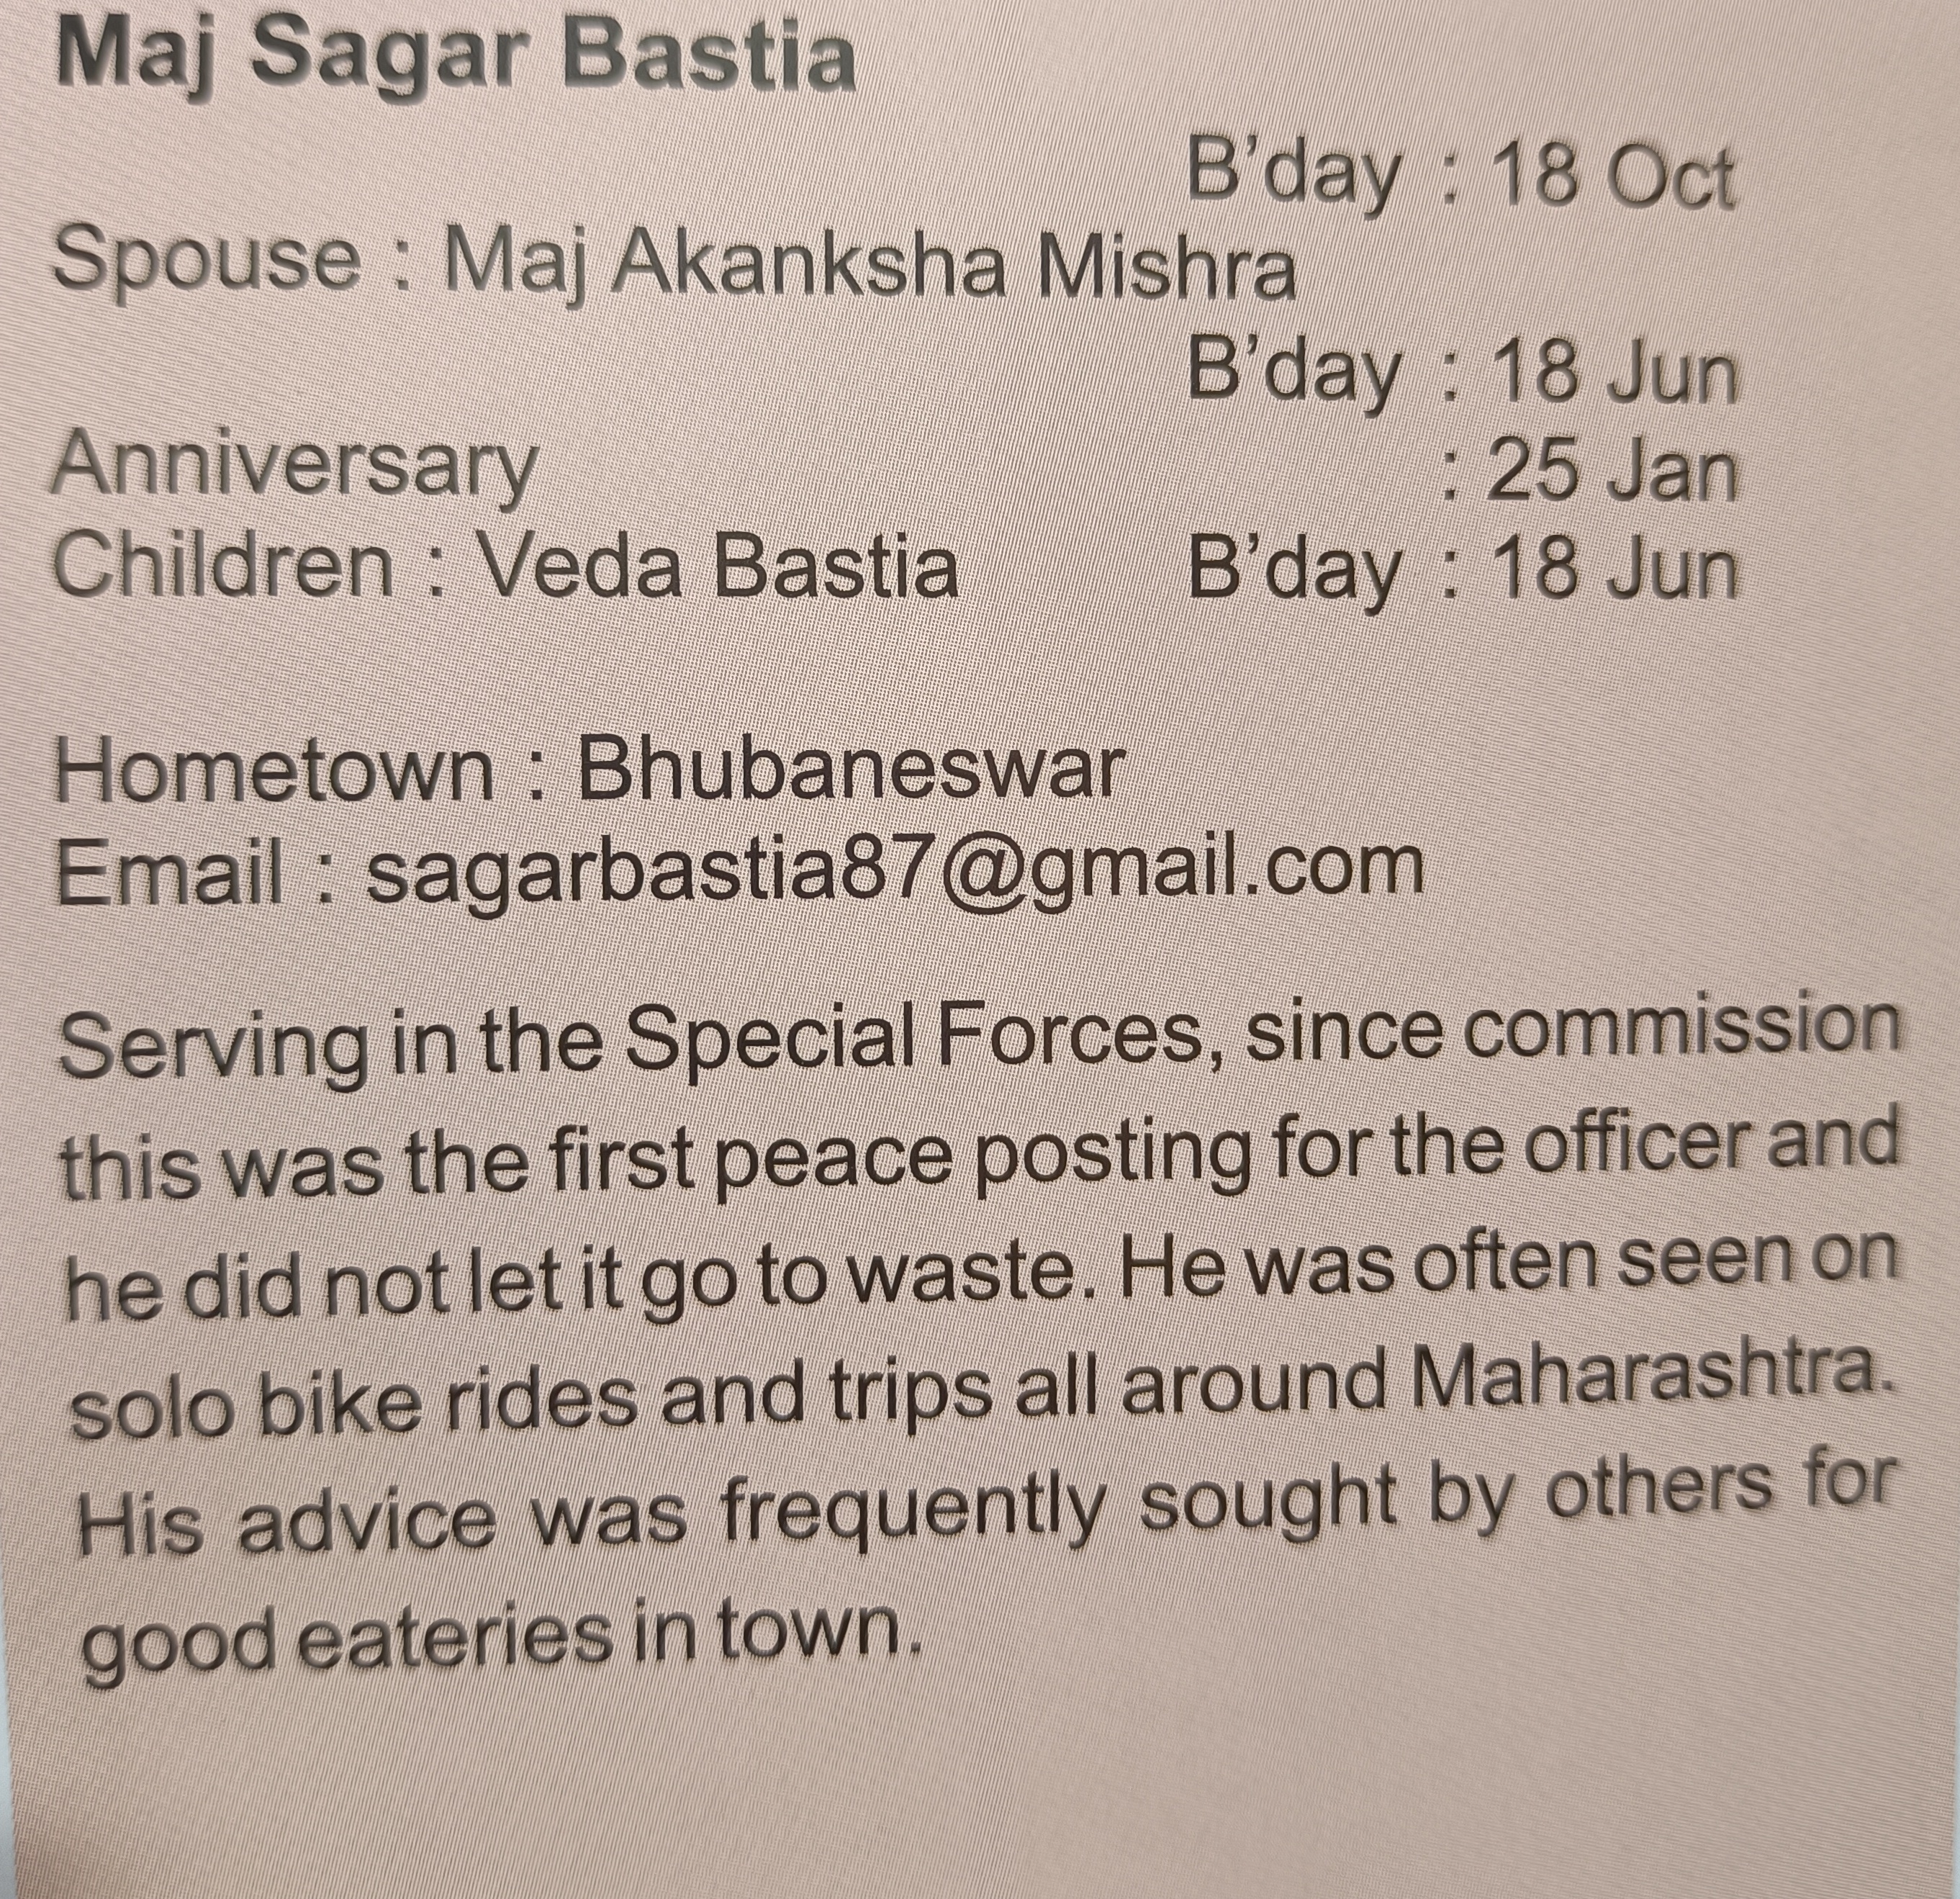 Maj Sagar Bastia
B'day : 18 Oct
Spouse : Maj Akanksha Mishra
B'day : 18 Jun
Anniversary : 25 Jan
Children : Veda Bastia B'day : 18 Jun
Hometown : Bhubaneswar
Email : sagarbastia87@gmail.com
Serving in the Special Forces, since commission
this was the first peace posting for the officer and
he did not let it go to waste. He was often seen on
solo bike rides and trips all around Maharashtra.
His advice was frequently sought by others for
good eateries in town.